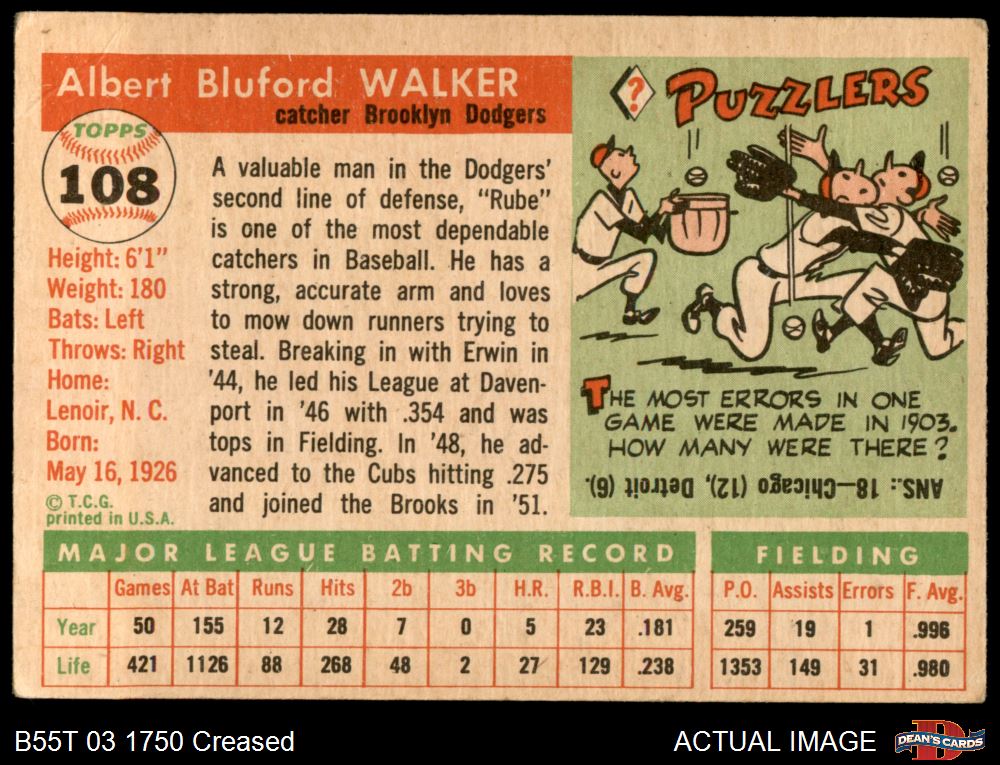 Albert Bluford WALKER
catcher Brooklyn Dodgers
TOPPS
108
Height: 6'1"
Weight: 180
Bats: Left
Throws: Right
Home:
Lenoir, N. C.
Born:
May 16, 1926
© T.C.G.
printed in U.S.A.
A valuable man in the Dodgers'
second line of defense, "Rube"
is one of the most dependable
catchers in Baseball. He has a
strong, accurate arm and loves
to mow down runners trying to
steal. Breaking in with Erwin in
'44, he led his League at Daven-
port in '46 with .354 and was
tops in Fielding. In '48, he ad-
vanced to the Cubs hitting .275
and joined the Brooks in '51.
? PUZZLERS
THE MOST ERRORS IN ONE
GAME WERE MADE IN 1903.
HOW MANY WERE THERE?
ANS.: 18—Chicago (12), Detroit (6).
MAJOR LEAGUE BATTING RECORD FIELDING
Games At Bat Runs Hits 2b 3b H.R. R.B.I. B. Avg. P.O. Assists Errors F. Avg.
Year 50 155 12 28 7 0 5 23 .181 259 19 1 .996
Life 421 1126 88 268 48 2 27 129 .238 1353 149 31 .980
B55T 03 1750 Creased
ACTUAL IMAGE
DEAN'S CARDS